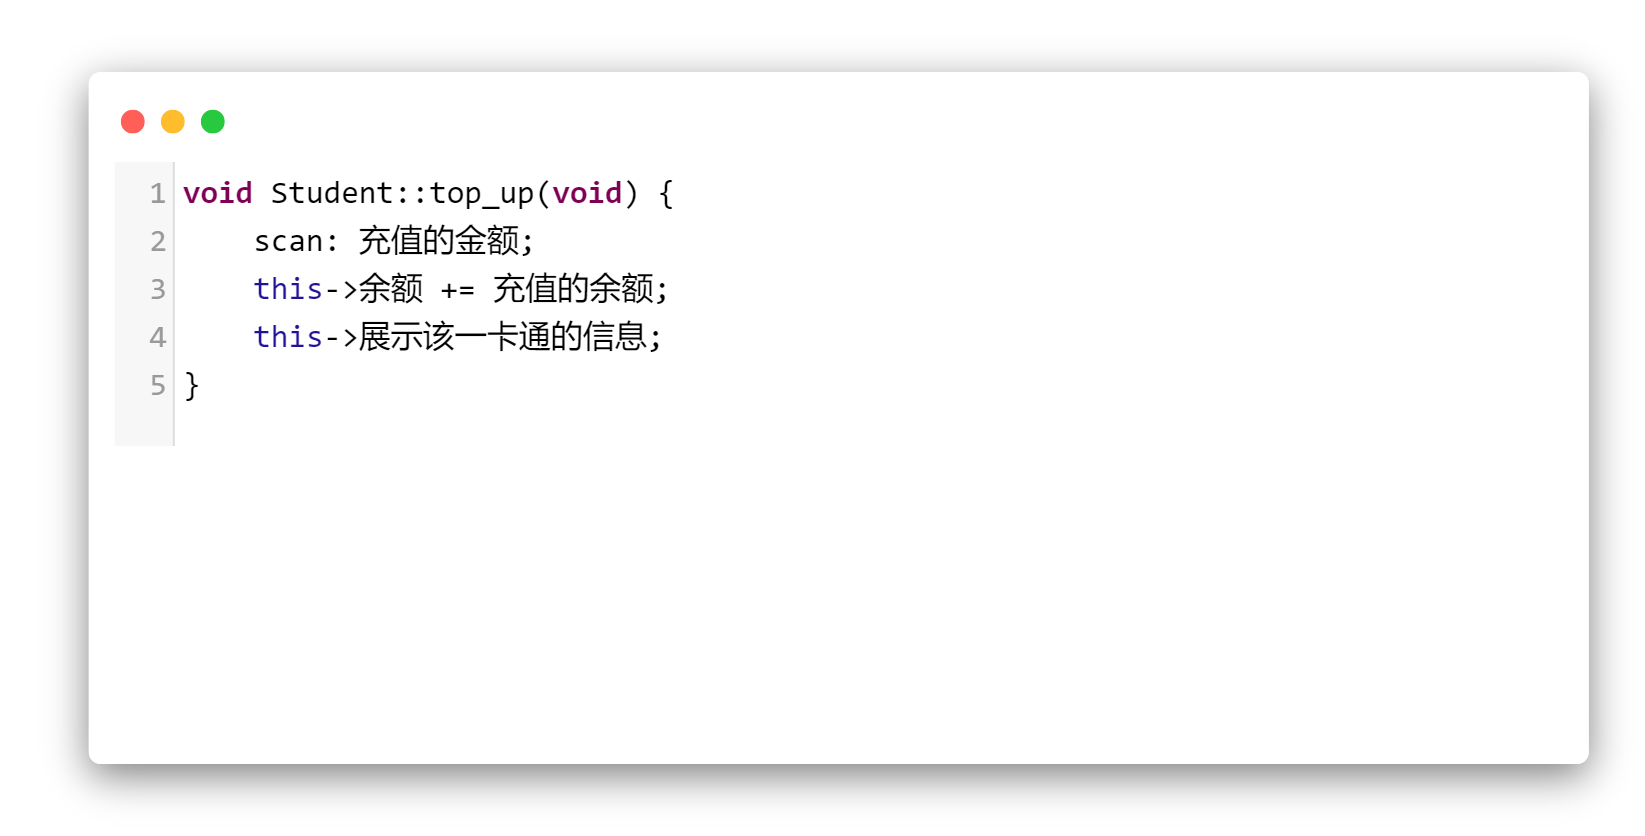 1 void Student::top_up(void) {
2 scan: 充值的金额;
3 this->余额 += 充值的余额;
4 this->展示该一卡通的信息;
5 }